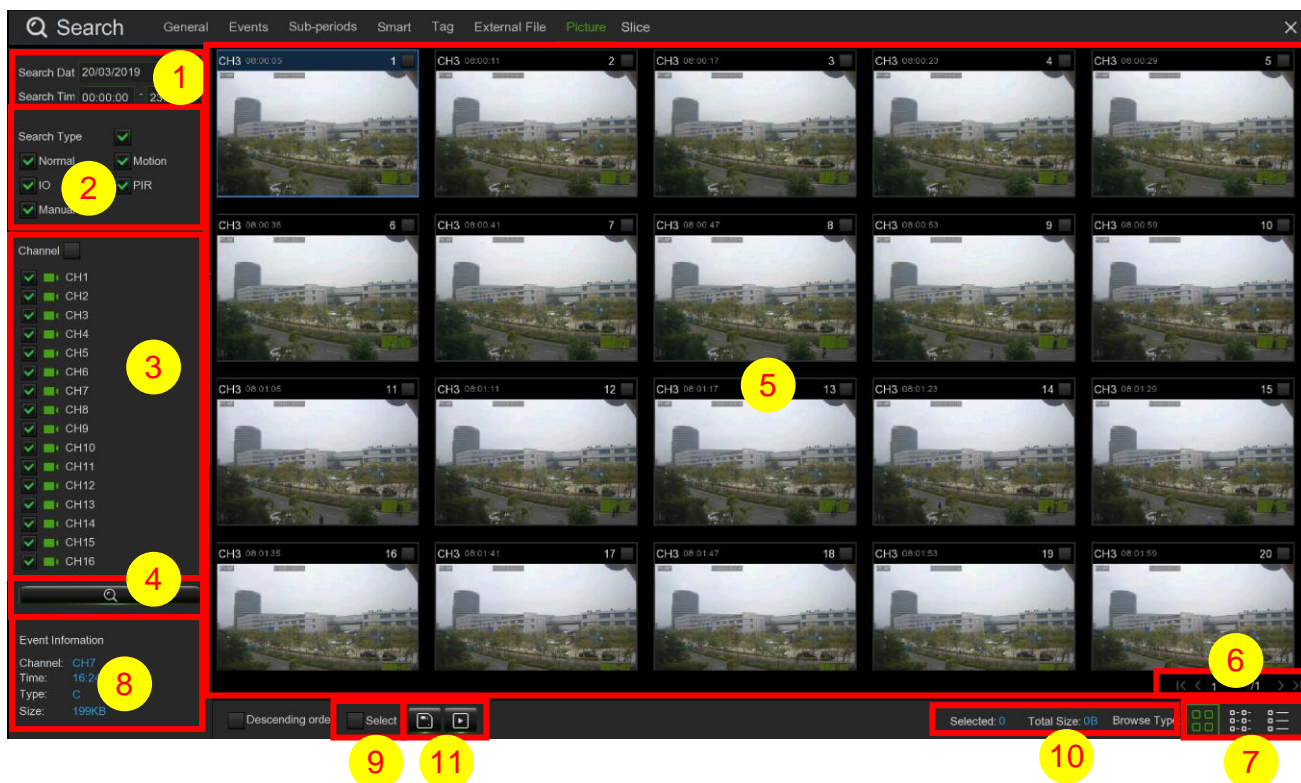 Search General Events Sub-periods Smart Tag External File Picture Slice
Search Dat 20/03/2019
1
Search Tim 00:00:00 -
Search Type
Normal Motion
IO PIR
2
Manual
Channel
CH1
CH2
CH3
CH4
CH5
CH6
3
CH7
CH8
CH9
CH10
CH11
CH12
CH13
CH14
CH15
CH16
4
Event Infomation
Channel: CH7
Time:
Type: C
Size: 199KB
8
CH3 08:00:05 1 CH3 08:00:11 2 CH3 08:00:17 3 CH3 08:00:23 4 CH3 08:00:29 5
CH3 08:00:35 6 CH3 08:00:41 7 CH3 08:00:47 8 CH3 08:00:53 9 CH3 08:00:59 10
CH3 08:01:05 11 CH3 08:01:11 12 CH3 08:01:17 13 CH3 08:01:23 14 CH3 08:01:29 15
5
CH3 08:01:35 16 CH3 08:01:41 17 CH3 08:01:47 18 CH3 08:01:53 19 CH3 08:01:59 20
6
1 /1
Descending orde Select Selected: 0 Total Size: 0B Browse Typ
9 11 10 7